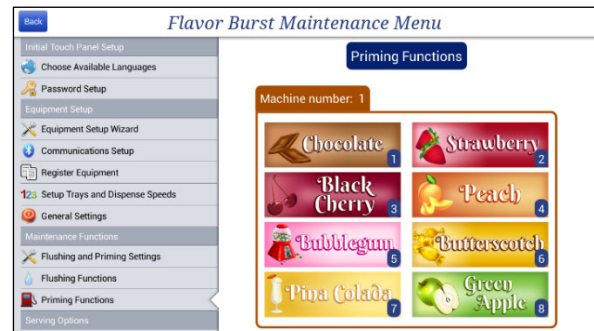 Back
Flavor Burst Maintenance Menu
Initial Touch Panel Setup
Choose Available Languages
Password Setup
Equipment Setup
Equipment Setup Wizard
Communications Setup
Register Equipment
123 Setup Trays and Dispense Speeds
General Settings
Maintenance Functions
Flushing and Priming Settings
Flushing Functions
Priming Functions
Serving Options
Priming Functions
Machine number: 1
Chocolate 1
Strawberry 2
Black
Cherry 3
Peach 4
Bubblegum 5
Butterscotch 6
Pina Colada 7
Green
Apple 8